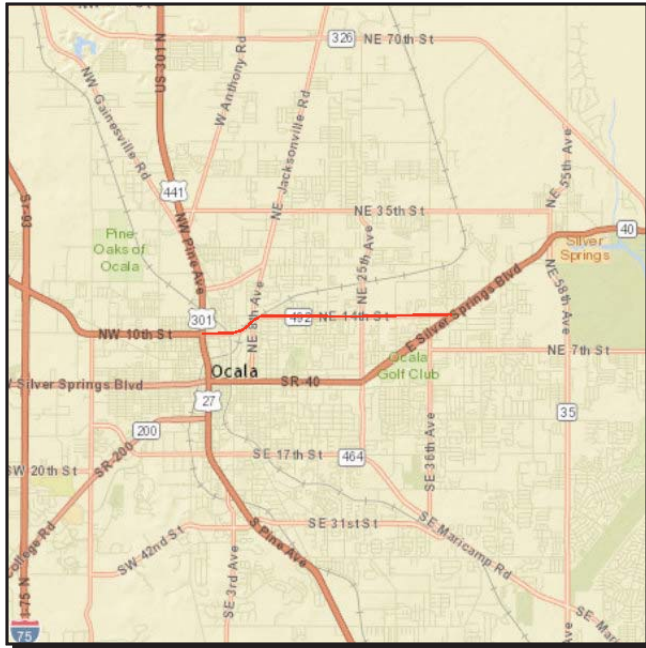 326
NE 70th St
US 301 N
W Anthony Rd
NW Gainesville Rd
NE Jacksonville Rd
NE 55th Ave
ST-93
441
NE 35th St
NW Pine Ave
Pine
Oaks of
Ocala
NE 25th Ave
40
Silver
Springs
E Silver Springs Blvd
NE 58th Ave
301
492
NE 14th St
NW 10th St
NE 8th Ave
NE 7th St
Ocala
Ocala
Golf Club
Silver Springs Blvd
SR-40
27
200
35
SE 36th Ave
SR-200
SE 17th St
464
SW 20th St
College Rd
SW 42nd St
SE 31st St
S Pine Ave
SE Maricamp Rd
SE 3rd Ave
I-75 N
75
Ave